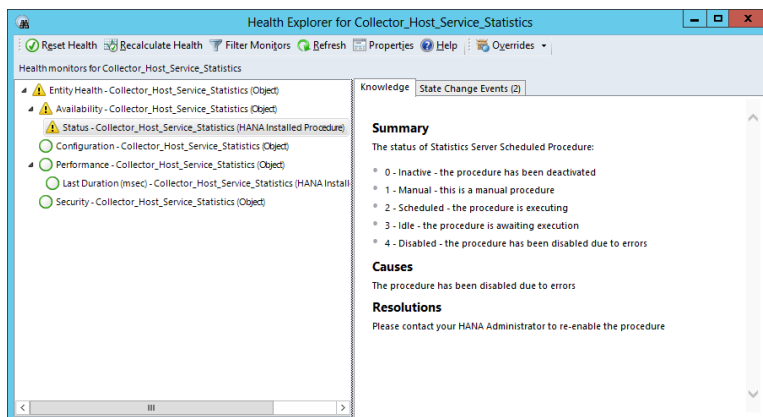 Health Explorer for Collector_Host_Service_Statistics
Reset Health Recalculate Health Filter Monitors Refresh Properties Help Overrides
Health monitors for Collector_Host_Service_Statistics
Entity Health - Collector_Host_Service_Statistics (Object)
Availability - Collector_Host_Service_Statistics (Object)
Status - Collector_Host_Service_Statistics (HANA Installed Procedure)
Configuration - Collector_Host_Service_Statistics (Object)
Performance - Collector_Host_Service_Statistics (Object)
Last Duration (msec) - Collector_Host_Service_Statistics (HANA Install
Security - Collector_Host_Service_Statistics (Object)
Knowledge State Change Events (2)
Summary
The status of Statistics Server Scheduled Procedure:
0 - Inactive - the procedure has been deactivated
1 - Manual - this is a manual procedure
2 - Scheduled - the procedure is executing
3 - Idle - the procedure is awaiting execution
4 - Disabled - the procedure has been disabled due to errors
Causes
The procedure has been disabled due to errors
Resolutions
Please contact your HANA Administrator to re-enable the procedure